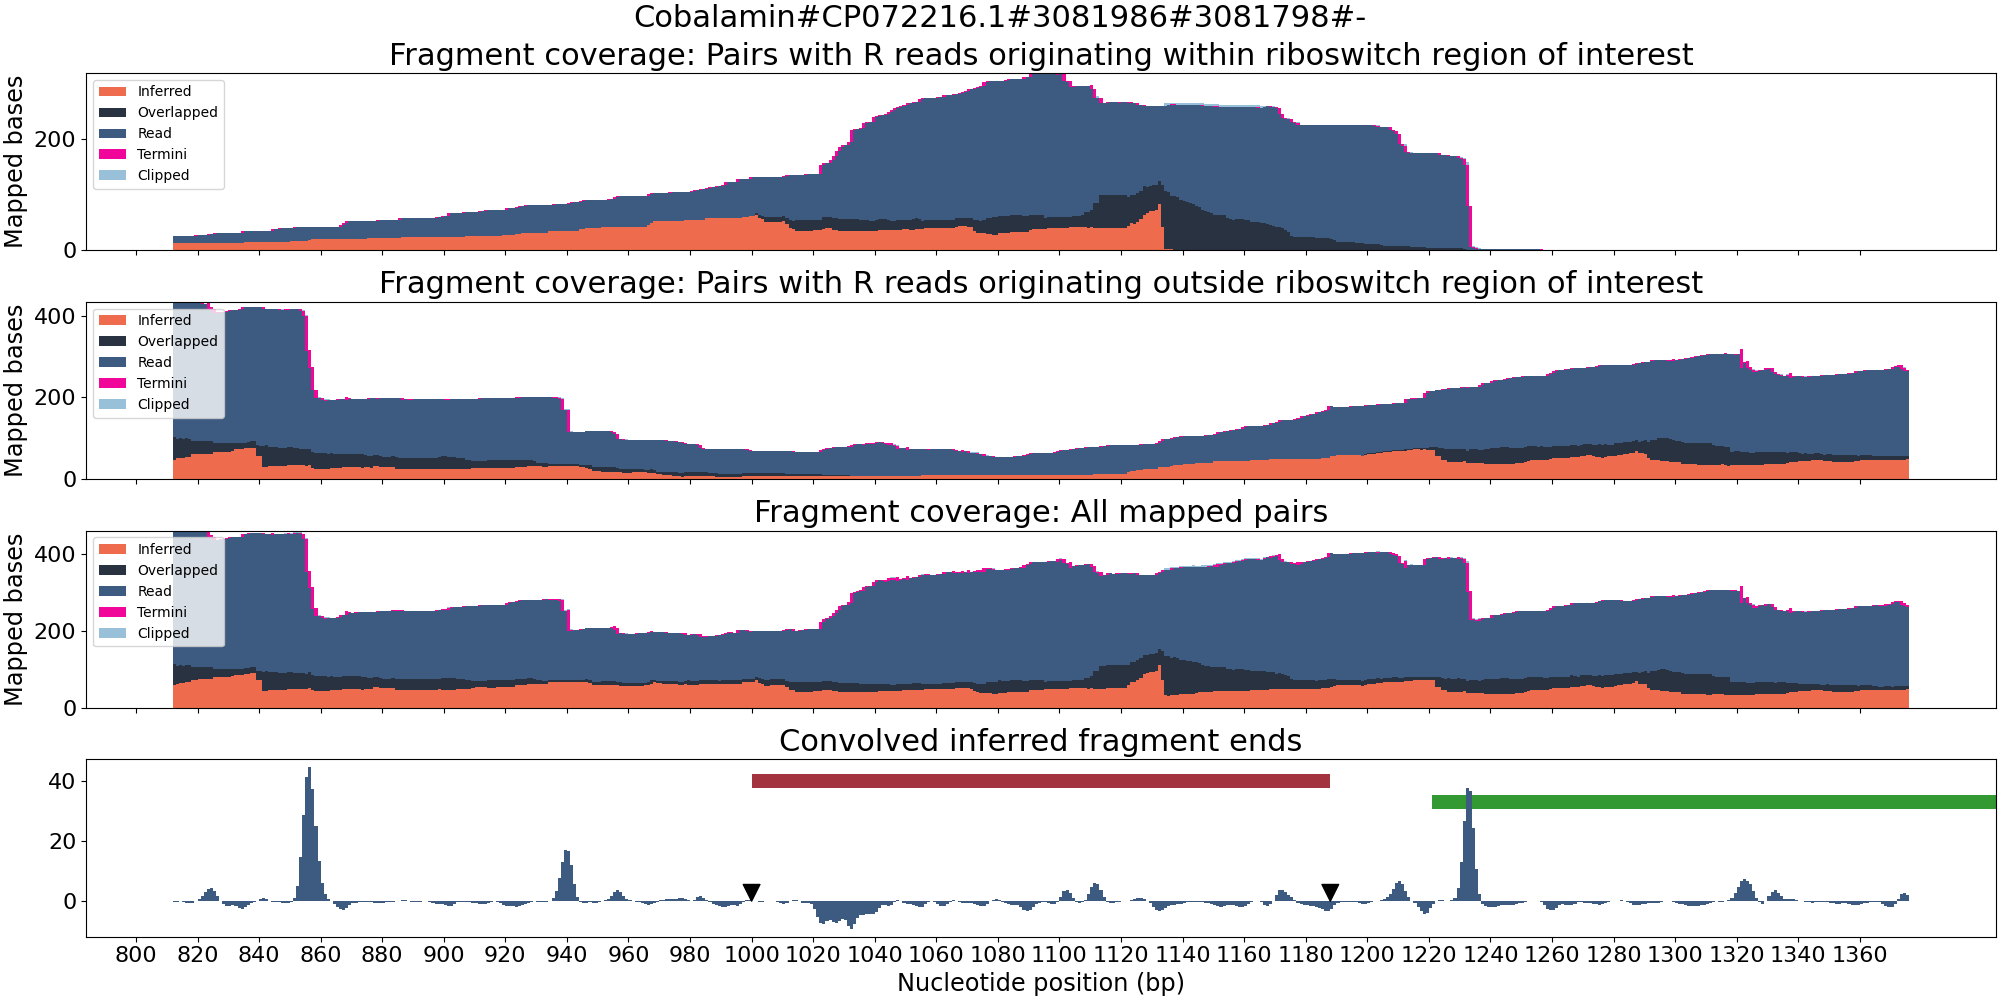 Cobalamin#CP072216.1#3081986#3081798#-
Fragment coverage: Pairs with R reads originating within riboswitch region of interest
Mapped bases
200
0
Inferred
Overlapped
Read
Termini
Clipped
Fragment coverage: Pairs with R reads originating outside riboswitch region of interest
Mapped bases
400
200
0
Inferred
Overlapped
Read
Termini
Clipped
Fragment coverage: All mapped pairs
Mapped bases
400
200
0
Inferred
Overlapped
Read
Termini
Clipped
Convolved inferred fragment ends
40
20
0
800 820 840 860 880 900 920 940 960 980 1000 1020 1040 1060 1080 1100 1120 1140 1160 1180 1200 1220 1240 1260 1280 1300 1320 1340 1360
Nucleotide position (bp)